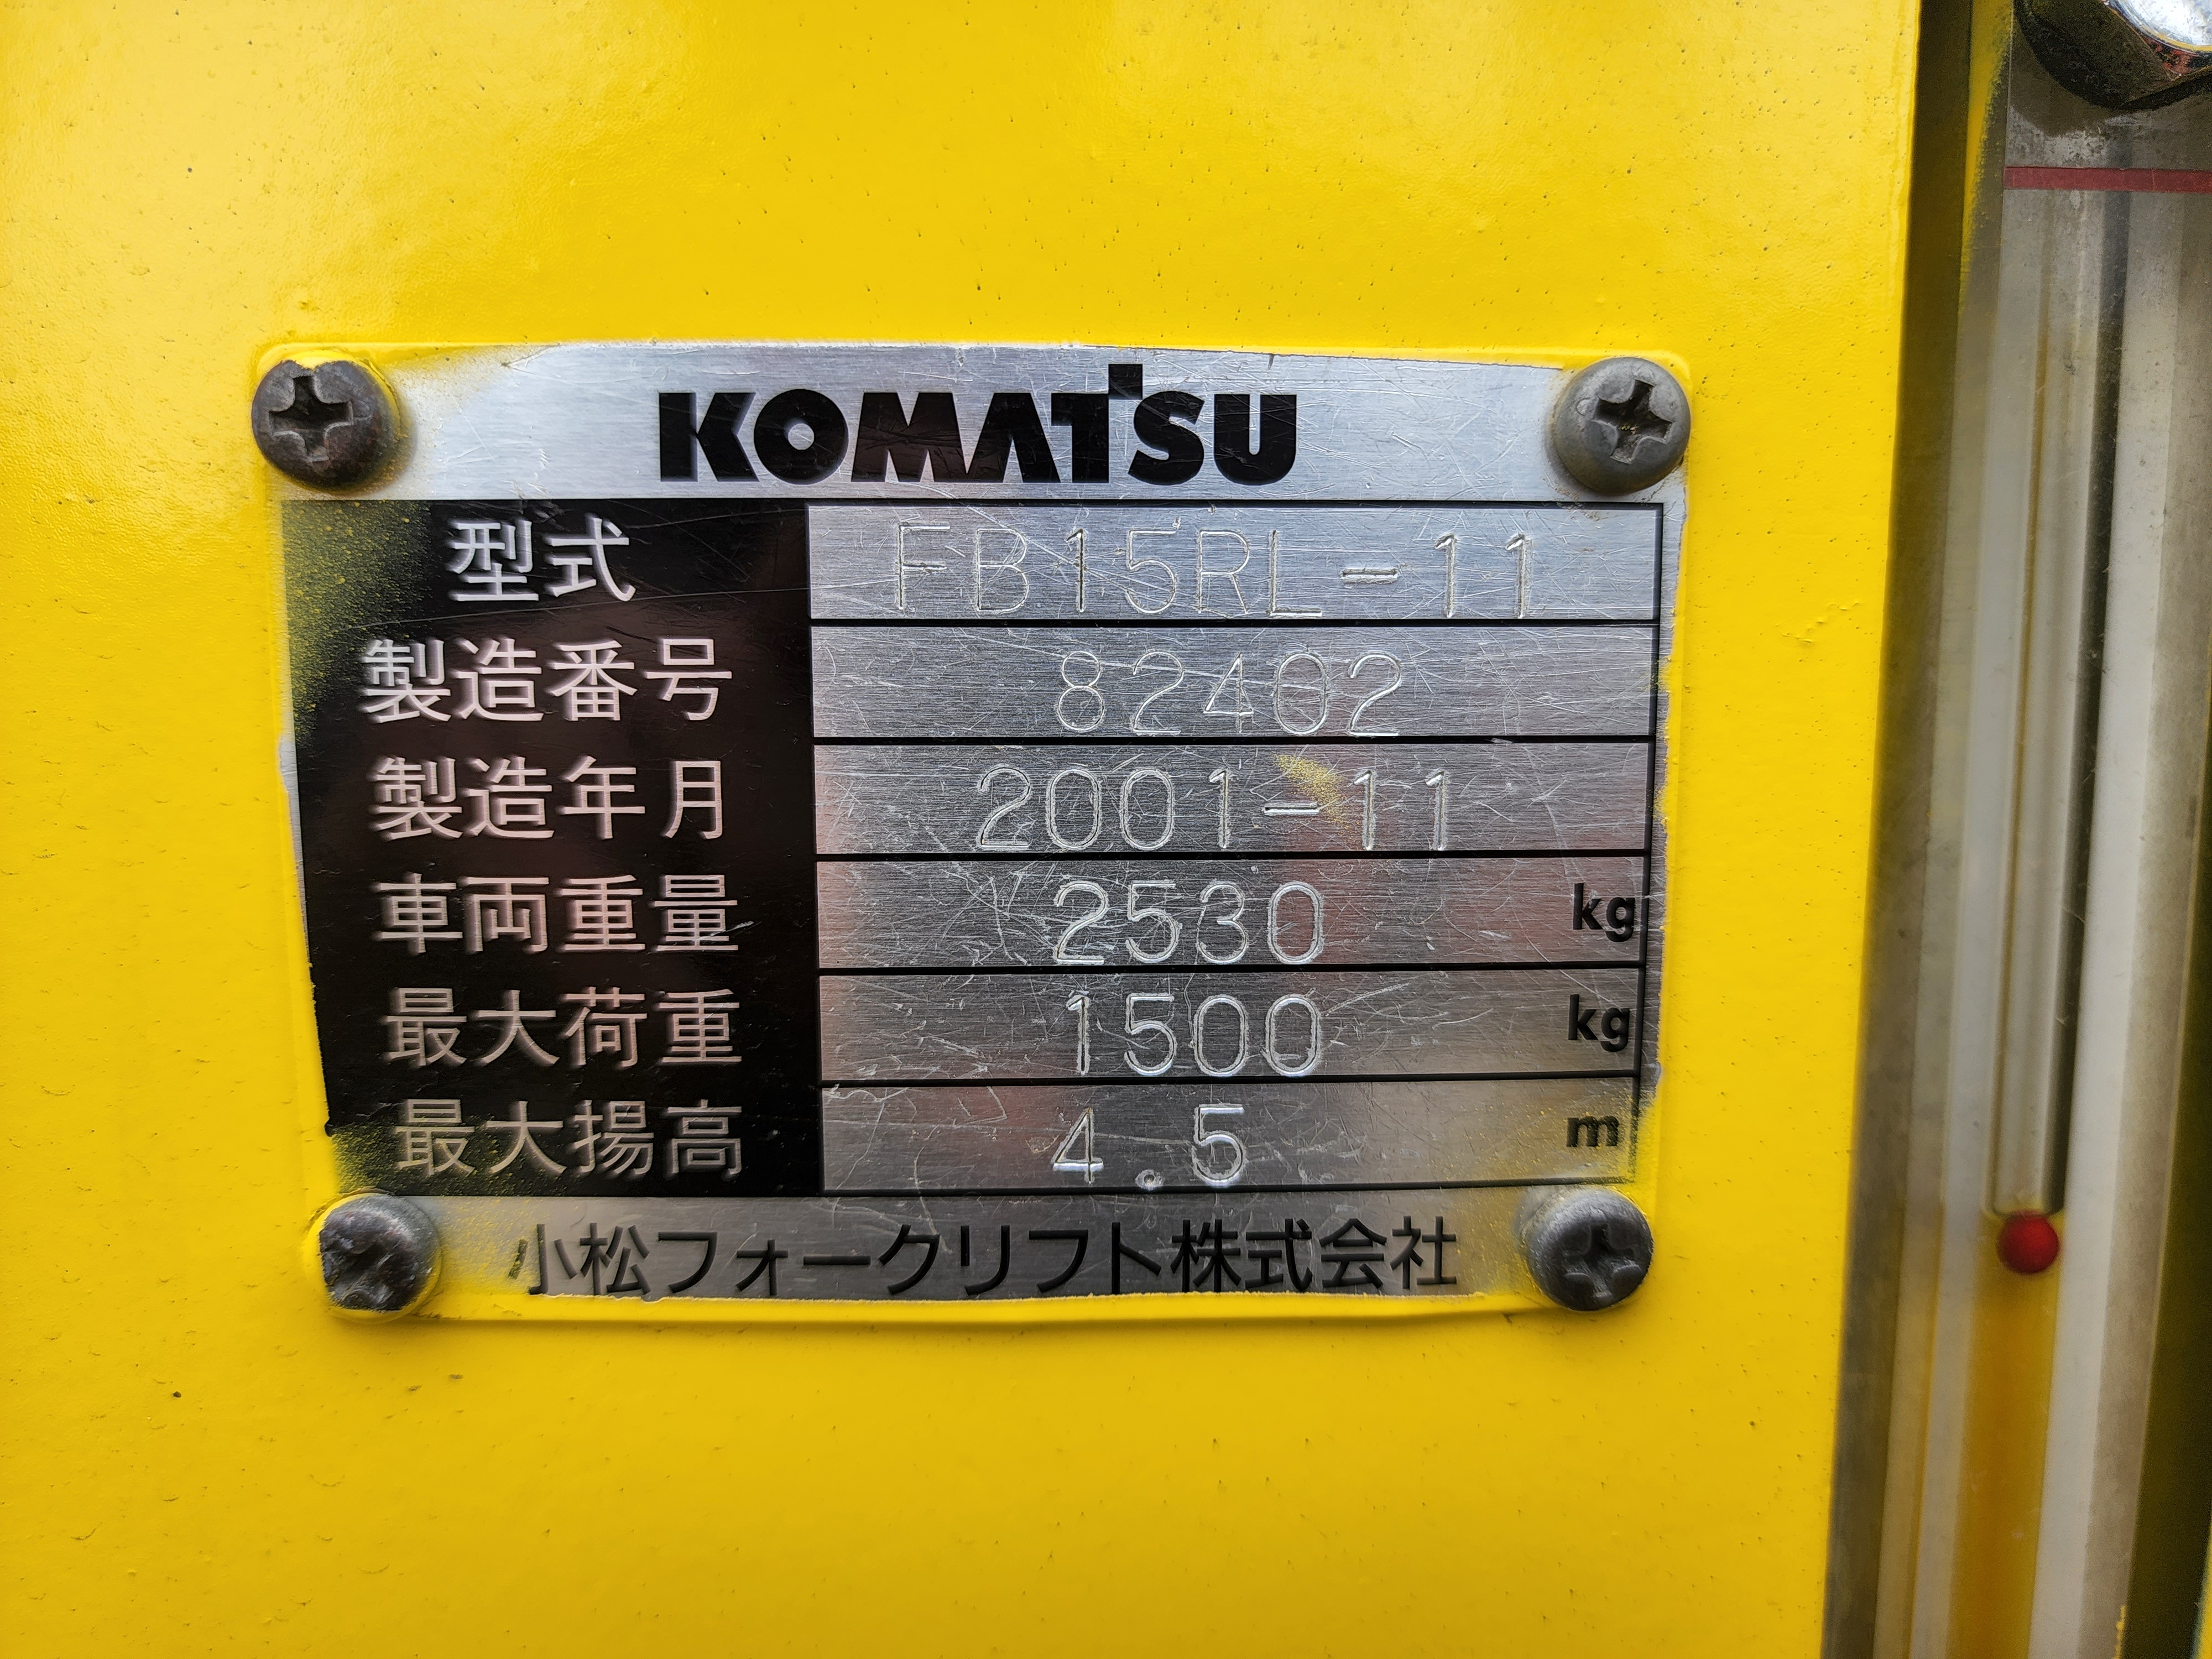 KOMATSU
型式 FB15RL-11
製造番号 82402
製造年月 2001-11
車両重量 2530 kg
最大荷重 1500 kg
最大揚高 4.5 m
小松フォークリフト株式会社